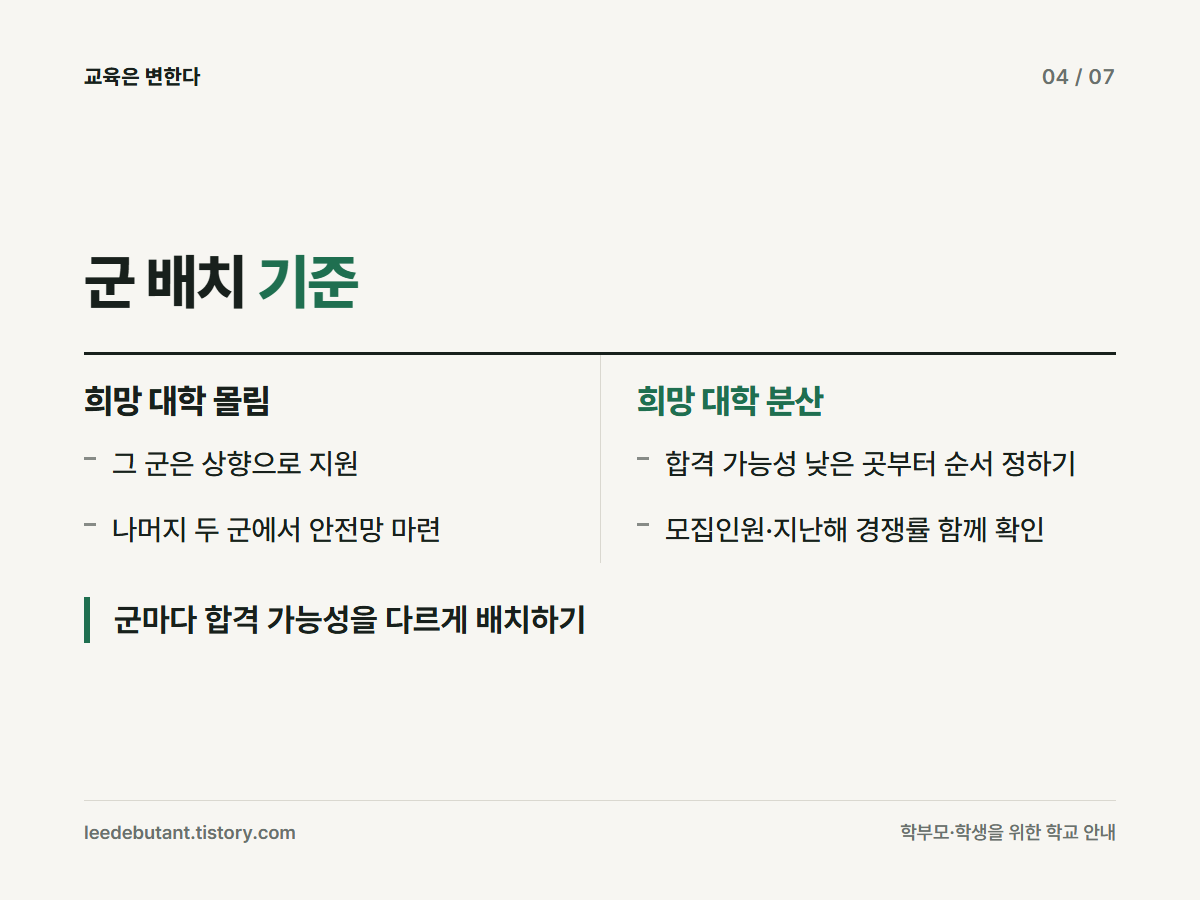 교육은 변한다
04 / 07
군 배치 기준
희망 대학 몰림
- 그 군은 상향으로 지원
- 나머지 두 군에서 안전망 마련
희망 대학 분산
- 합격 가능성 낮은 곳부터 순서 정하기
- 모집인원·지난해 경쟁률 함께 확인
군마다 합격 가능성을 다르게 배치하기
leedebutant.tistory.com
학부모·학생을 위한 학교 안내